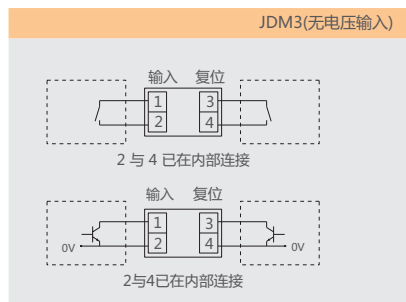 JDM3(无电压输入)
输入 复位
1 3
2 4
2 与 4 已在内部连接
输入 复位
1 3
0V 2 4 0V
2与4已在内部连接